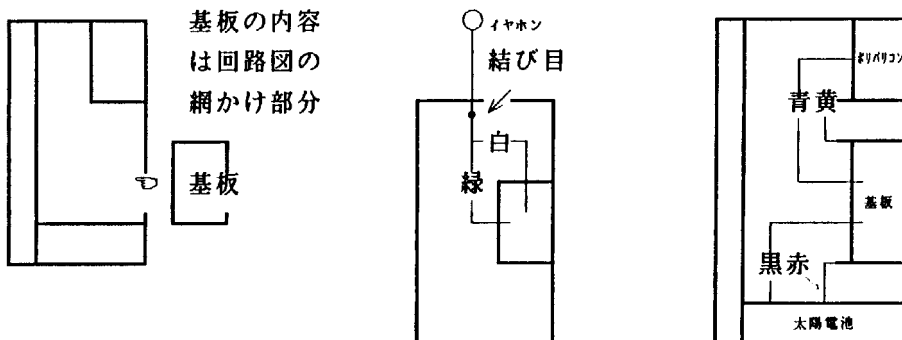 基板の内容
は回路図の
網かけ部分
基板
イヤホン
結び目
白
緑
ポリバリコン
青黄
基板
黒赤
太陽電池